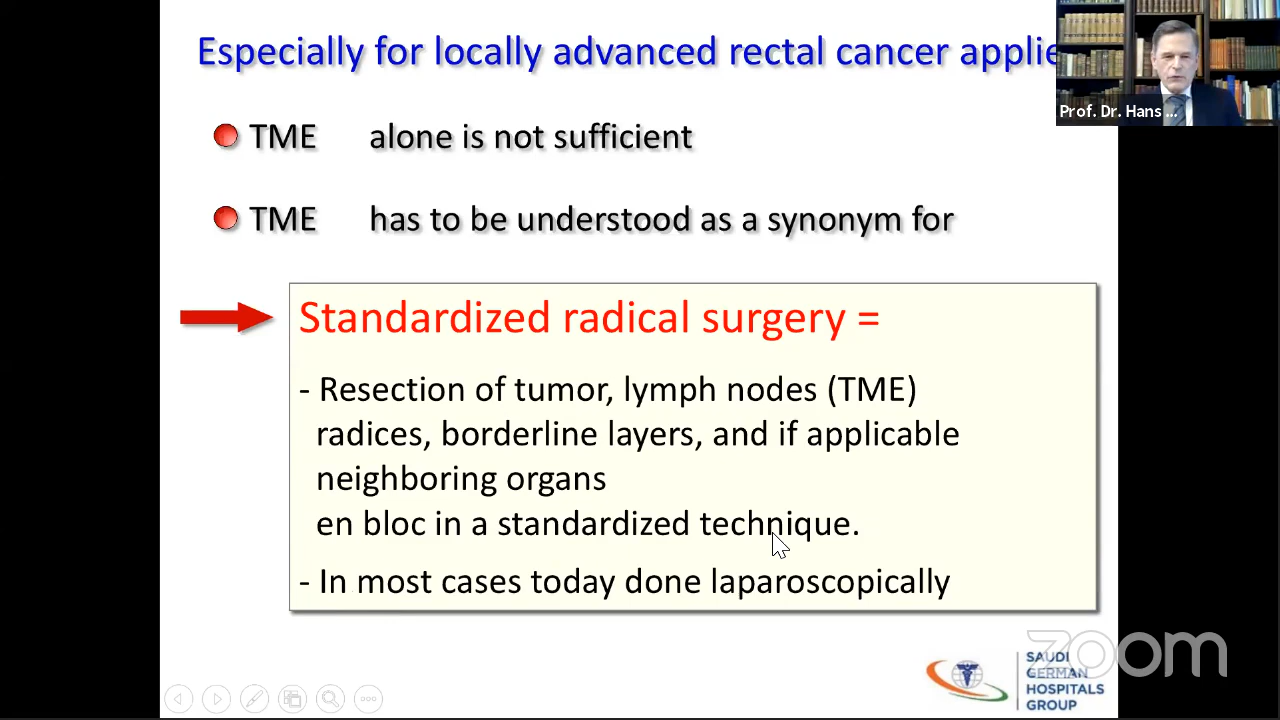 Especially for locally advanced rectal cancer applie
Prof. Dr. Hans ...
TME alone is not sufficient
TME has to be understood as a synonym for
Standardized radical surgery =
- Resection of tumor, lymph nodes (TME)
radices, borderline layers, and if applicable
neighboring organs
en bloc in a standardized technique.
- In most cases today done laparoscopically
zoom
SAUDI
GERMAN
HOSPITALS
GROUP